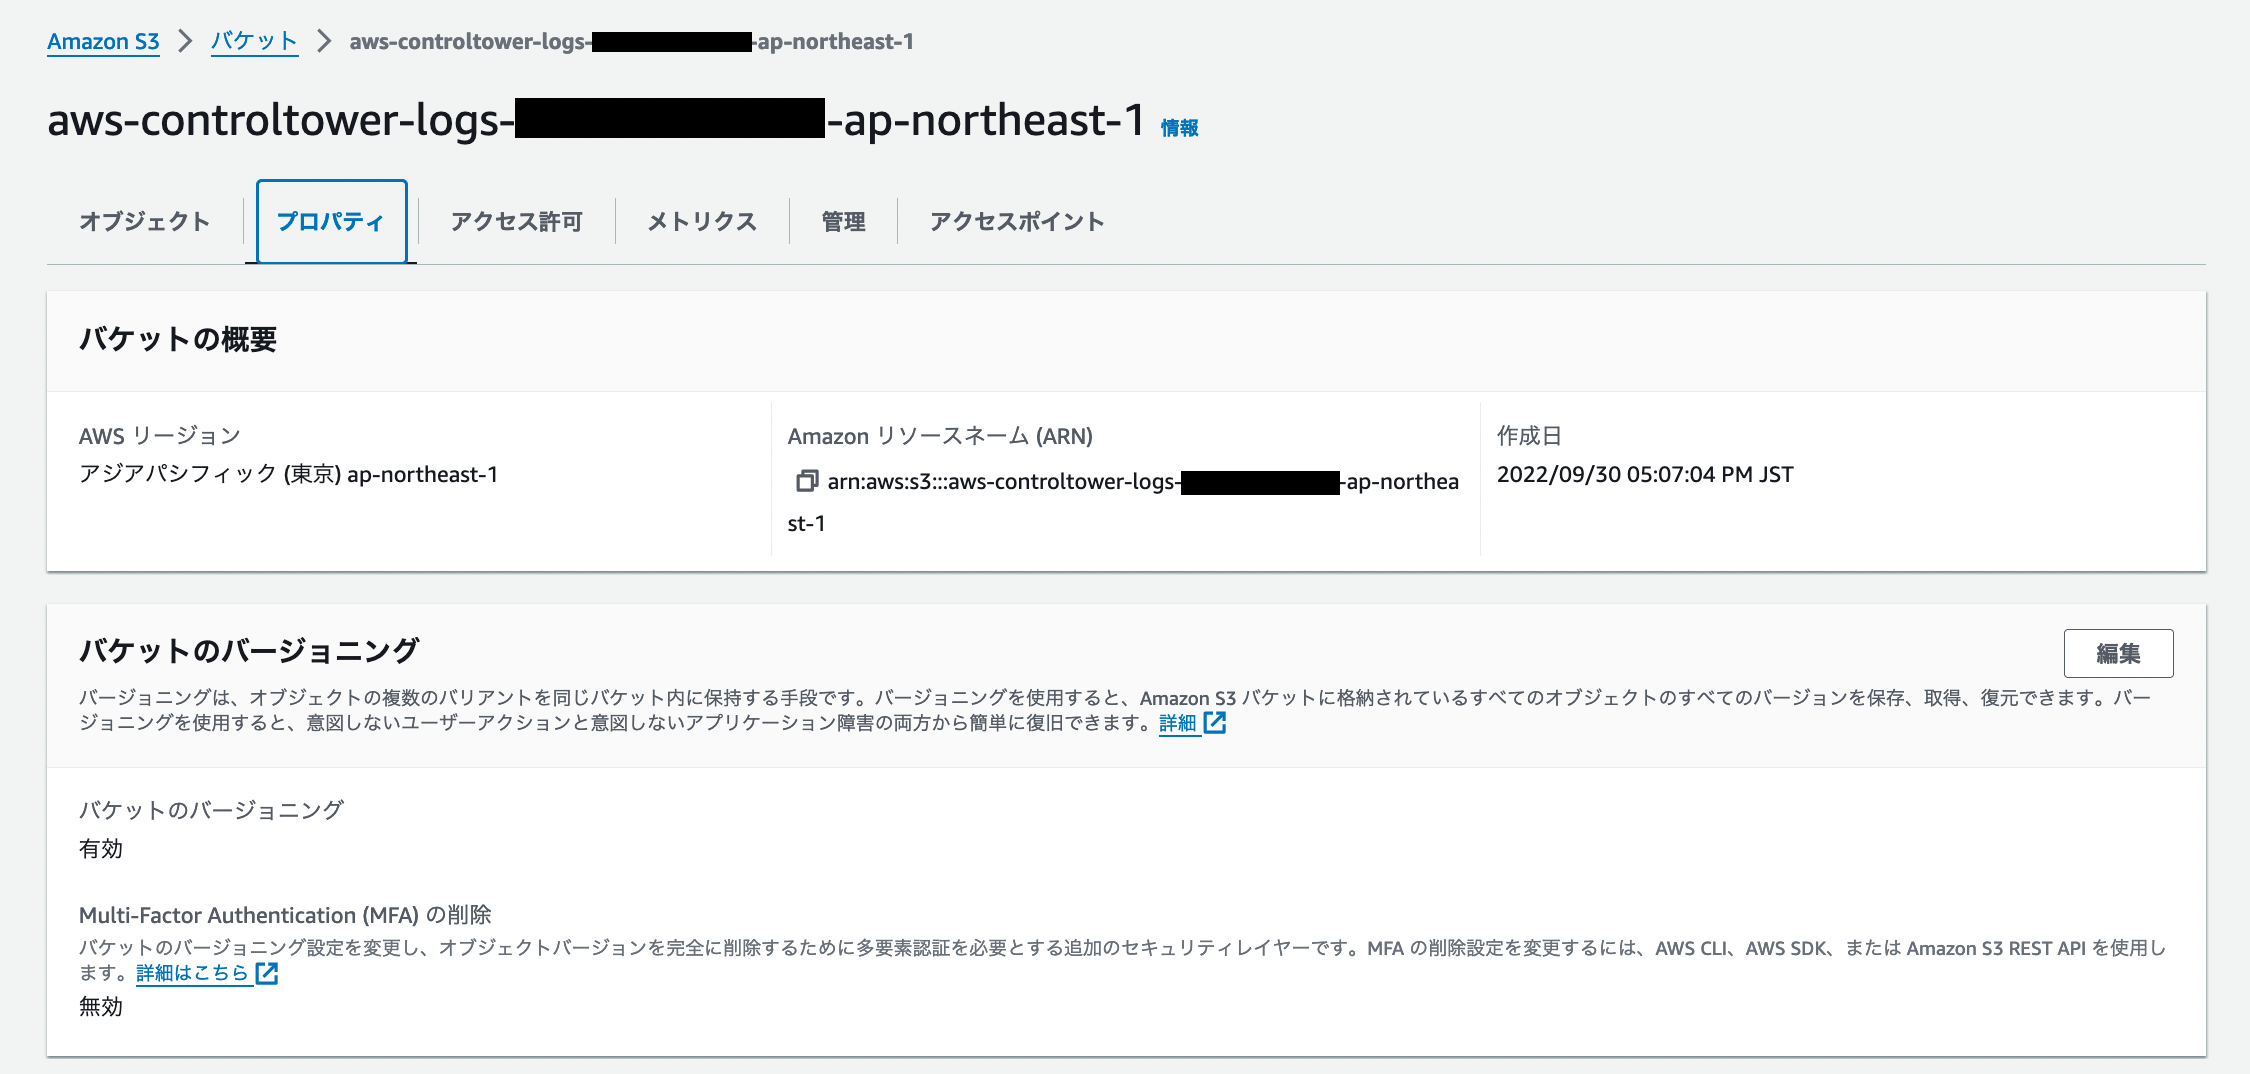 Amazon S3 > バケット > aws-controltower-logs- -ap-northeast-1
aws-controltower-logs- -ap-northeast-1 情報
オブジェクト プロパティ アクセス許可 メトリクス 管理 アクセスポイント
バケットの概要
AWS リージョン
アジアパシフィック (東京) ap-northeast-1
Amazon リソースネーム (ARN)
arn:aws:s3:::aws-controltower-logs- -ap-northea
st-1
作成日
2022/09/30 05:07:04 PM JST
バケットのバージョニング
編集
バージョニングは、オブジェクトの複数のバリアントを同じバケット内に保持する手段です。バージョニングを使用すると、Amazon S3 バケットに格納されているすべてのオブジェクトのすべてのバージョンを保存、取得、復元できます。バー
ジョニングを使用すると、意図しないユーザーアクションと意図しないアプリケーション障害の両方から簡単に復旧できます。詳細
バケットのバージョニング
有効
Multi-Factor Authentication (MFA) の削除
バケットのバージョニング設定を変更し、オブジェクトバージョンを完全に削除するために多要素認証を必要とする追加のセキュリティレイヤーです。MFA の削除設定を変更するには、AWS CLI、AWS SDK、または Amazon S3 REST API を使用し
ます。詳細はこちら
無効